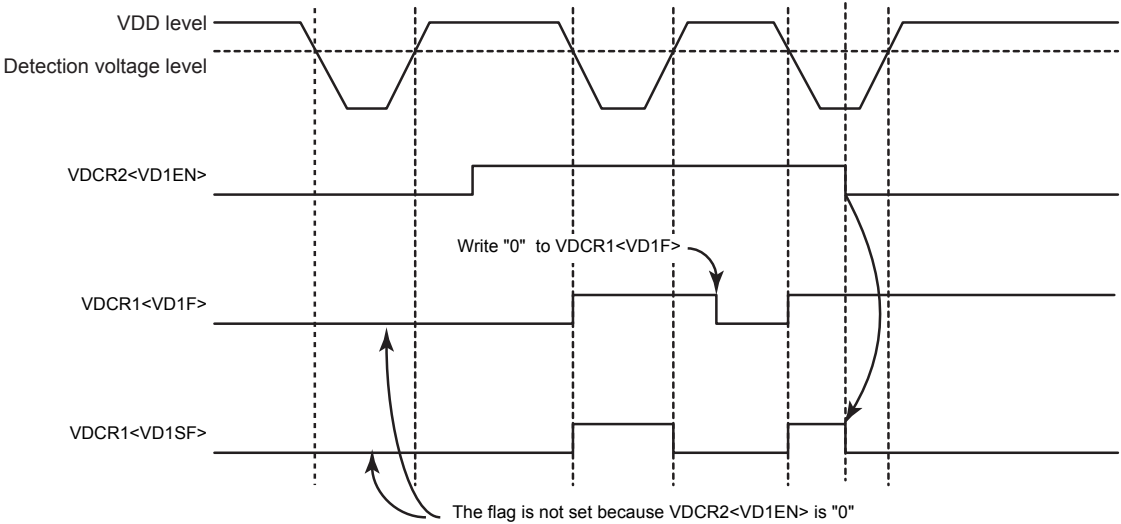 VDD level
Detection voltage level
VDCR2<VD1EN>
Write "0" to VDCR1<VD1F>
VDCR1<VD1F>
VDCR1<VD1SF>
The flag is not set because VDCR2<VD1EN> is "0"